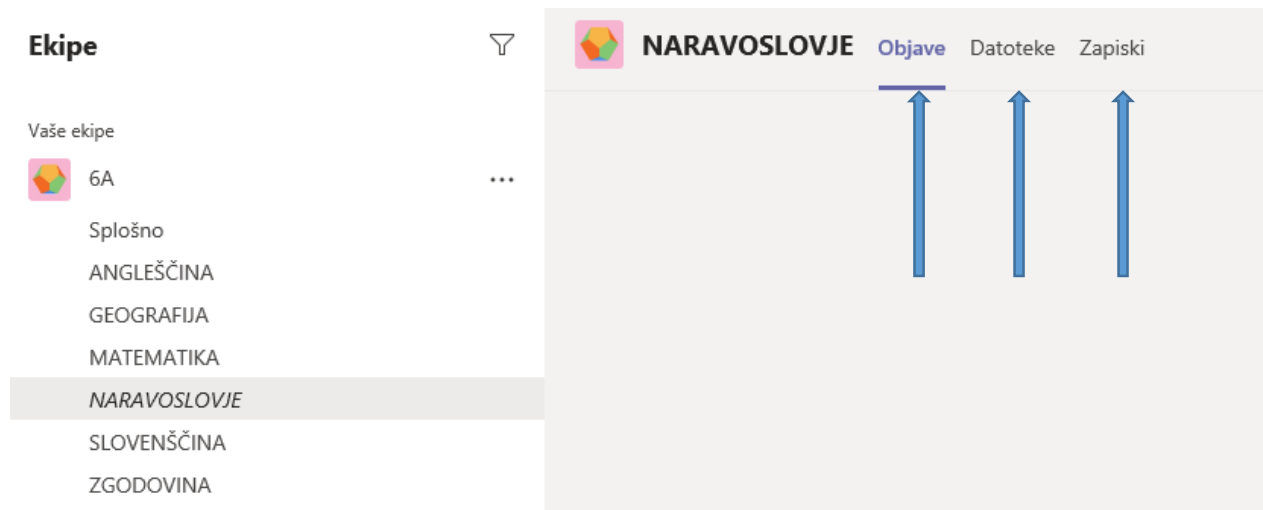 Ekipe
Vaše ekipe
6A
Splošno
ANGLEŠČINA
GEOGRAFIJA
MATEMATIKA
NARAVOSLOVJE
SLOVENŠČINA
ZGODOVINA
NARAVOSLOVJE Objave Datoteke Zapiski